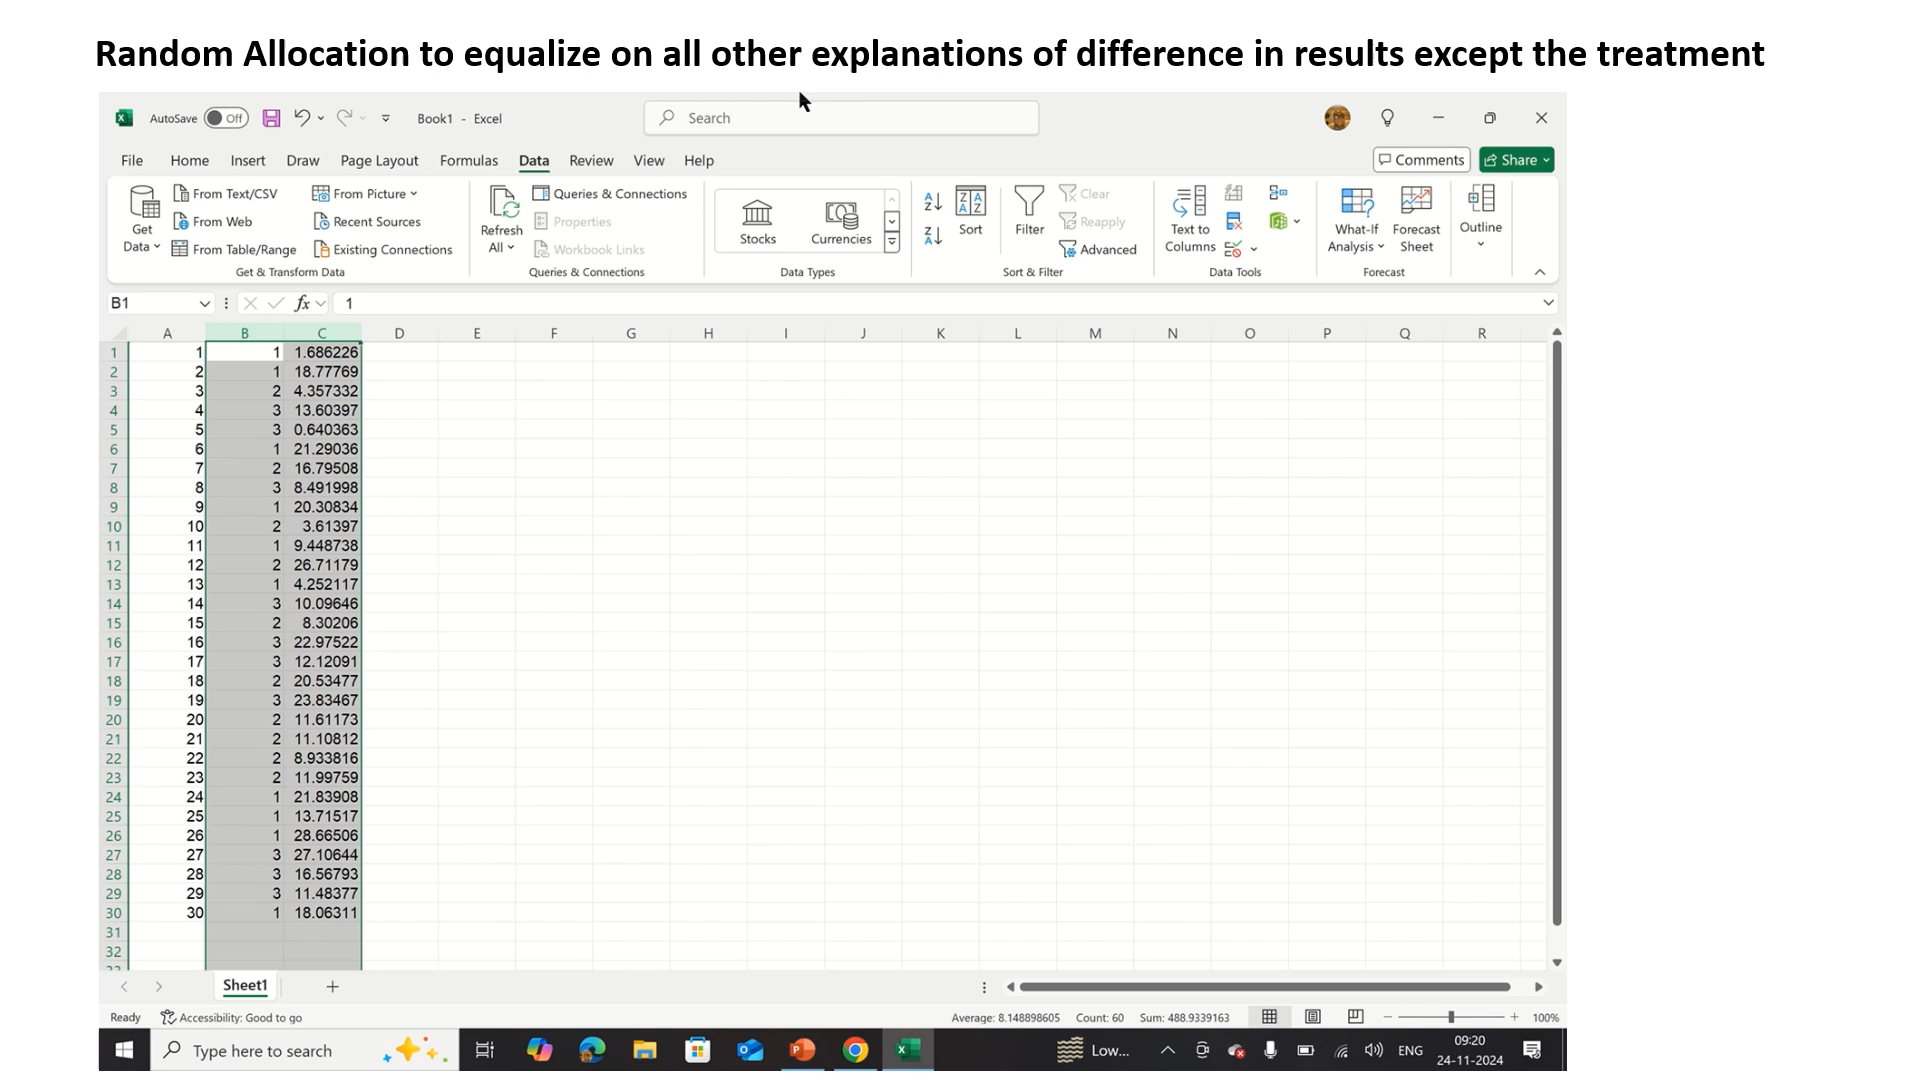 Random Allocation to equalize on all other explanations of difference in results except the treatment
AutoSave Off Book1 - Excel Search
File Home Insert Draw Page Layout Formulas Data Review View Help Comments Share
Get Data From Text/CSV From Picture Refresh All Queries & Connections Stocks Currencies Sort Filter Clear Text to Columns What-If Analysis Forecast Sheet Outline
From Web Recent Sources Properties Reapply
From Table/Range Existing Connections Workbook Links Advanced
Get & Transform Data Queries & Connections Data Types Sort & Filter Data Tools Forecast
B1 fx 1
A B C D E F G H I J K L M N O P Q R
1 1 1 1.686226
2 2 1 18.77769
3 3 2 4.357332
4 4 3 13.60397
5 5 3 0.640363
6 6 1 21.29036
7 7 2 16.79508
8 8 3 8.491998
9 9 1 20.30834
10 10 2 3.61397
11 11 1 9.448738
12 12 2 26.71179
13 13 1 4.252117
14 14 3 10.09646
15 15 2 8.30206
16 16 3 22.97522
17 17 3 12.12091
18 18 2 20.53477
19 19 3 23.83467
20 20 2 11.61173
21 21 2 11.10812
22 22 2 8.933816
23 23 2 11.99759
24 24 1 21.83908
25 25 1 13.71517
26 26 1 28.66506
27 27 3 27.10644
28 28 3 16.56793
29 29 3 11.48377
30 30 1 18.06311
31
32
Sheet1
Ready Accessibility: Good to go Average: 8.148898605 Count: 60 Sum: 488.9339163 100%
Type here to search Low... ENG 09:20
24-11-2024